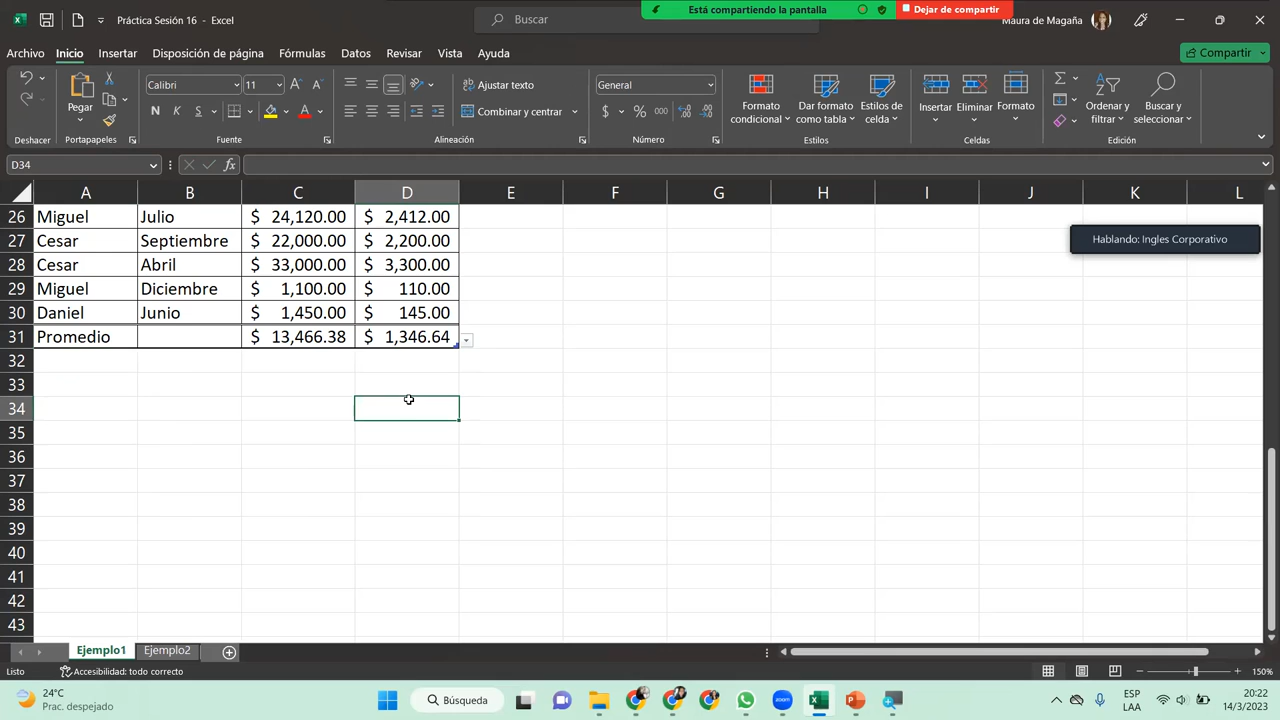 Práctica Sesión 16 - Excel
Buscar
Está compartiendo la pantalla
Dejar de compartir
Maura de Magaña
Archivo Inicio Insertar Disposición de página Fórmulas Datos Revisar Vista Ayuda
Compartir
Pegar
Calibri 11
N K S
Ajustar texto
Combinar y centrar
General
$ % 000
Formato condicional
Dar formato como tabla
Estilos de celda
Insertar Eliminar Formato
Ordenar y filtrar
Buscar y seleccionar
Deshacer Portapapeles Fuente Alineación Número Estilos Celdas Edición
D34
fx
A B C D E F G H I J K L
26 Miguel Julio $ 24,120.00 $ 2,412.00
27 Cesar Septiembre $ 22,000.00 $ 2,200.00
28 Cesar Abril $ 33,000.00 $ 3,300.00
29 Miguel Diciembre $ 1,100.00 $ 110.00
30 Daniel Junio $ 1,450.00 $ 145.00
31 Promedio $ 13,466.38 $ 1,346.64
32
33
34
35
36
37
38
39
40
41
42
43
Hablando: Ingles Corporativo
Ejemplo1 Ejemplo2
Listo Accesibilidad: todo correcto 150%
24°C
Prac. despejado
Búsqueda
ESP
LAA
20:22
14/3/2023